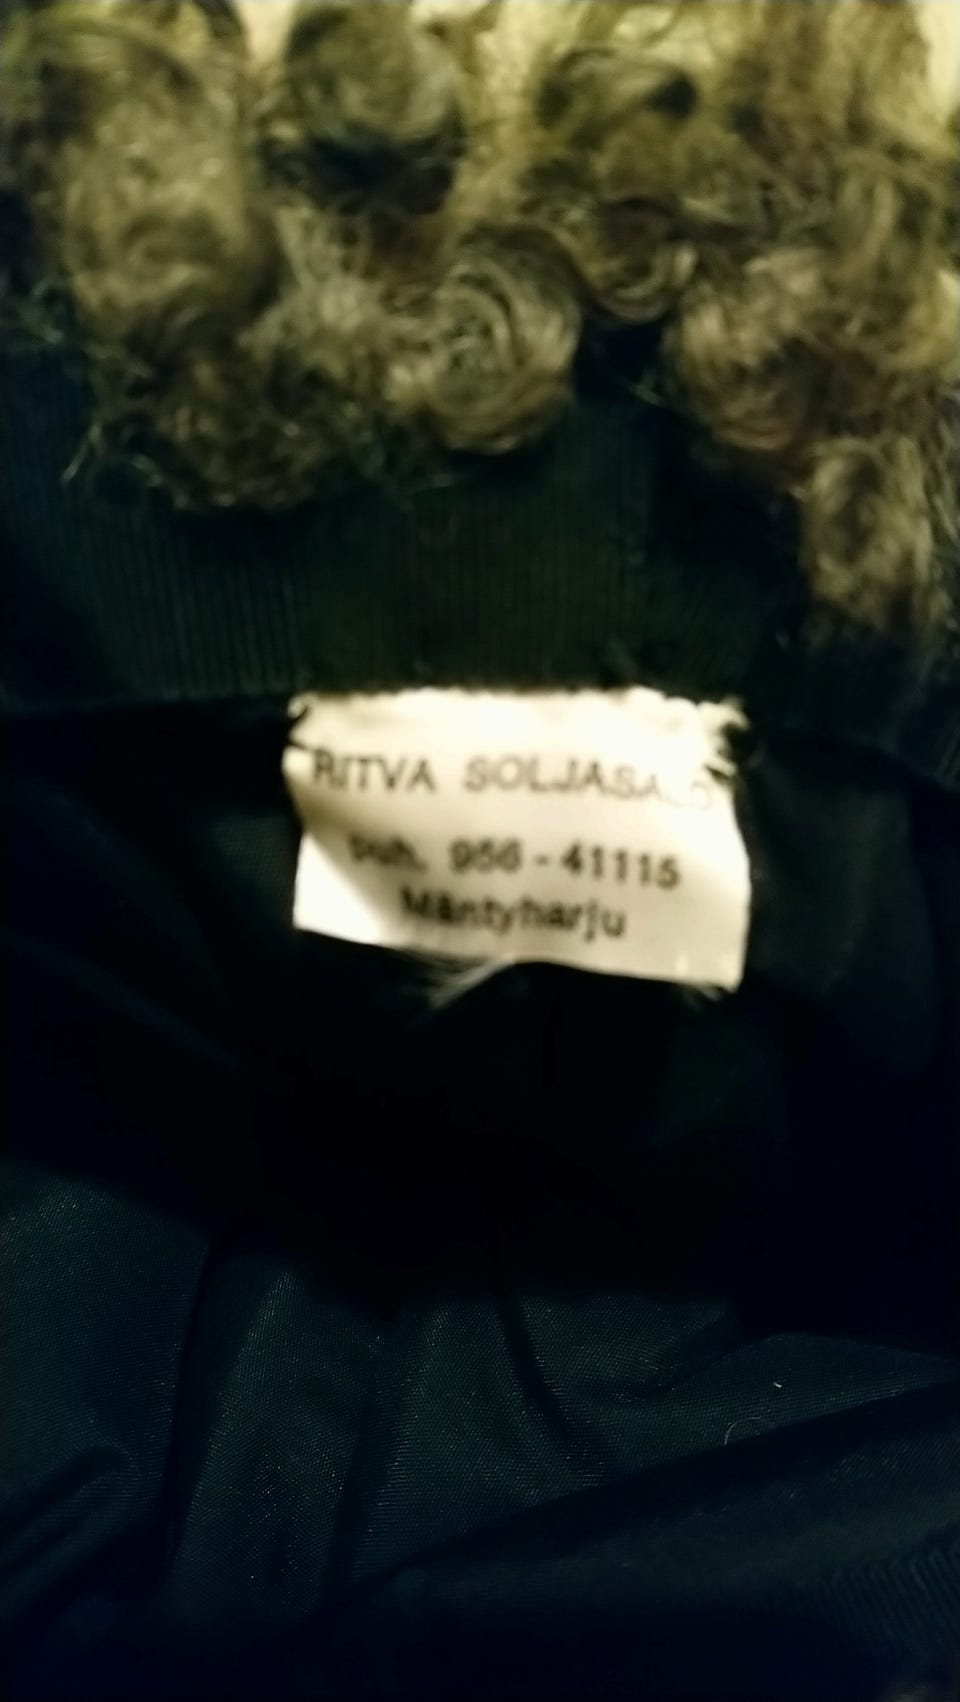 RITVA
puh. 956 - 41115
Mäntyharju